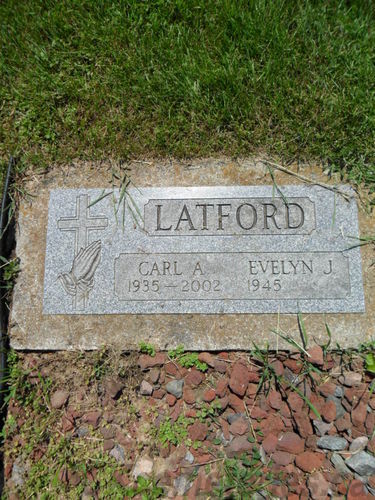 LATFORD
CARL A. EVELYN J.
1935 – 2002 1945